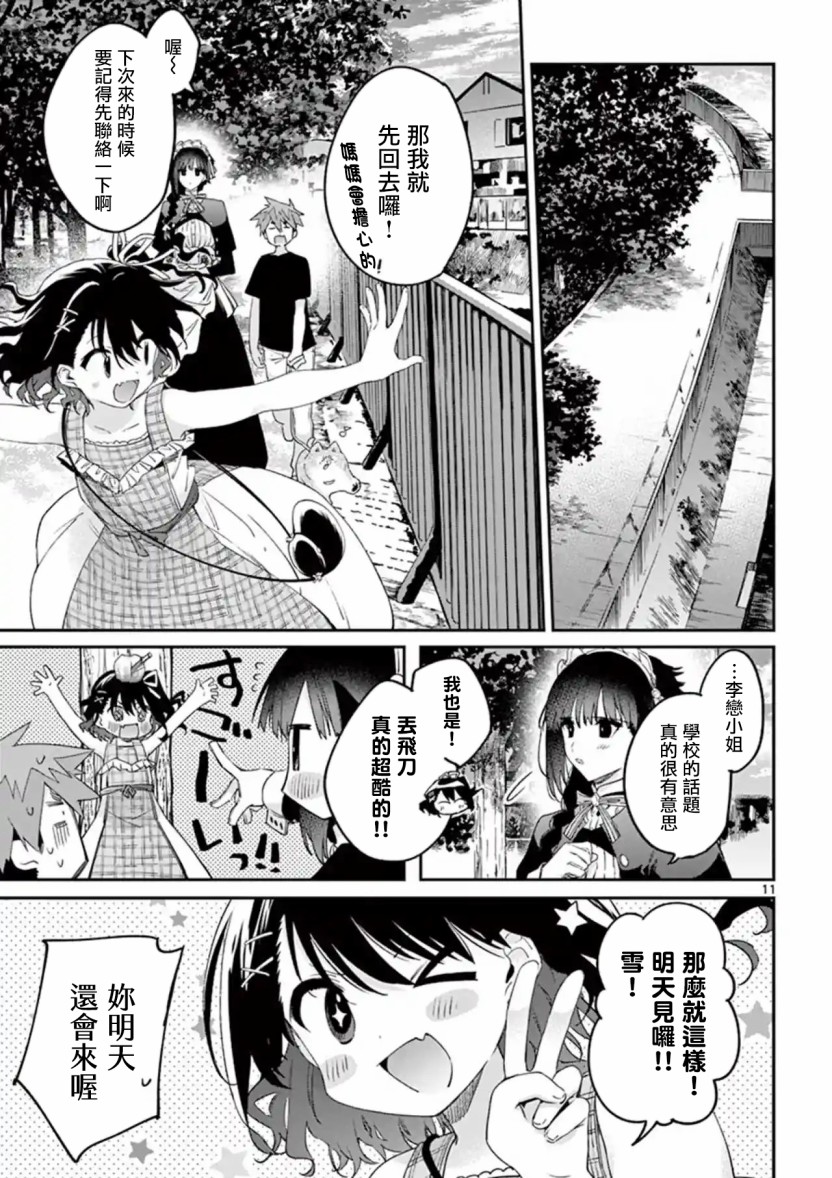 那我就
先回去囉！
媽媽會擔心的！
喔～
下次來的時候
要記得先聯絡一下啊
…李戀小姐
學校的話題
真的很有意思
我也是！
丟飛刀
真的超酷的!!
すごーい
那麼就這樣！
明天見囉!!
雪！
妳明天
還會來喔
11